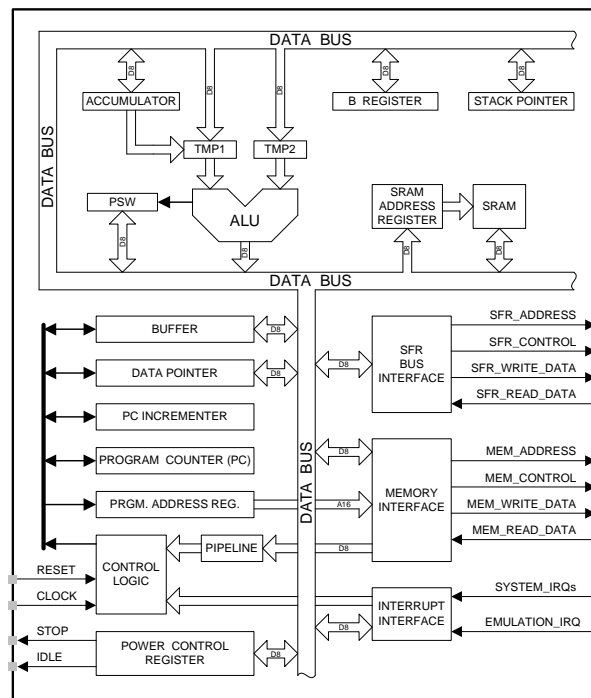 DATA BUS
D8
D8
D8
D8
D8
ACCUMULATOR
B REGISTER
STACK POINTER
DATA BUS
TMP1
TMP2
PSW
ALU
SRAM
ADDRESS
REGISTER
SRAM
D8
D8
D8
D8
DATA BUS
BUFFER
D8
DATA POINTER
D8
PC INCREMENTER
PROGRAM COUNTER (PC)
PRGM. ADDRESS REG.
A16
DATA BUS
D8
SFR
BUS
INTERFACE
SFR_ADDRESS
SFR_CONTROL
SFR_WRITE_DATA
SFR_READ_DATA
D8
MEMORY
INTERFACE
MEM_ADDRESS
MEM_CONTROL
MEM_WRITE_DATA
MEM_READ_DATA
CONTROL
LOGIC
PIPELINE
D8
RESET
CLOCK
INTERRUPT
INTERFACE
D8
SYSTEM_IRQs
EMULATION_IRQ
STOP
IDLE
POWER CONTROL
REGISTER
D8